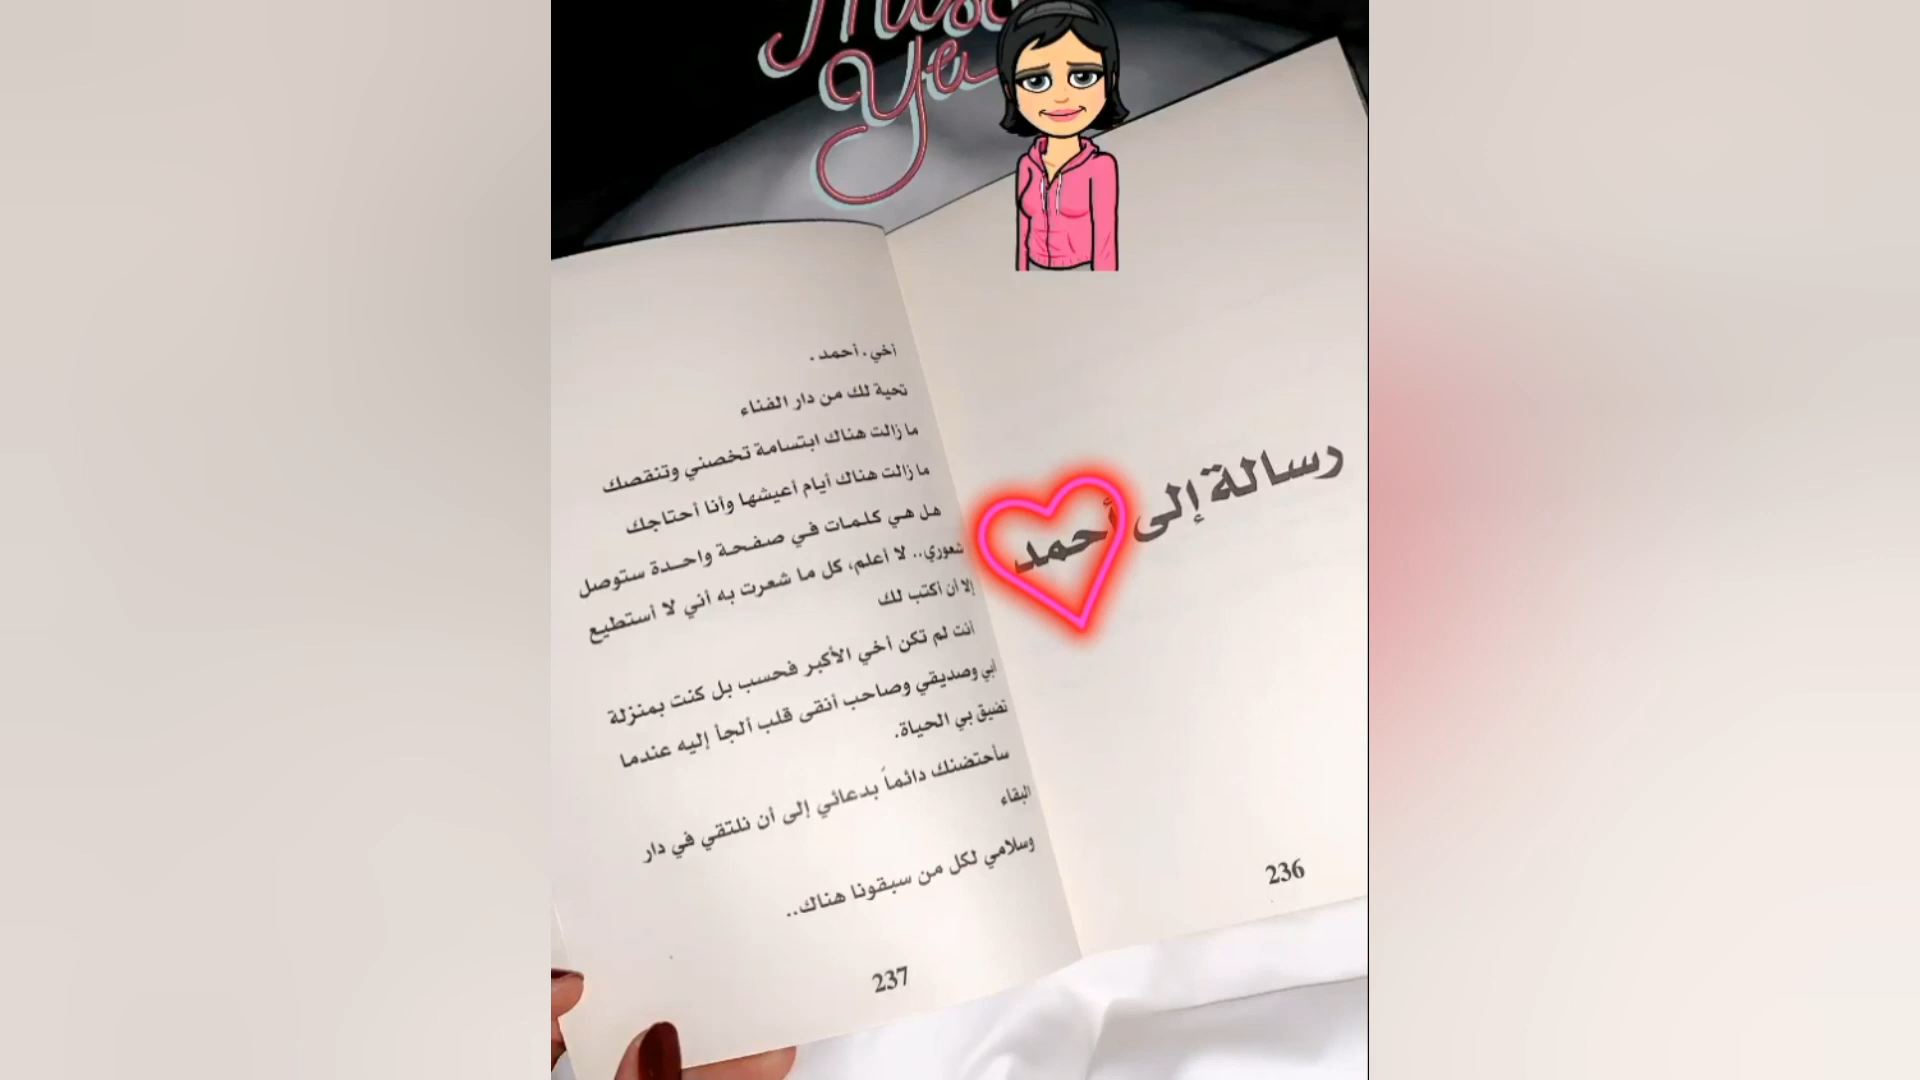 رسالة إلى أحمد
236
أخي. أحمد.
تحية لك من دار الفناء
ما زالت هناك ابتسامة تخصني وتنقصك
ما زالت هناك أيام أعيشها وأنا أحتاجك
هل هي كلمات في صفحة واحدة ستوصل
شعوري.. لا أعلم، كل ما شعرت به أني لا أستطيع
إلا أن أكتب لك
أنت لم تكن أخي الأكبر فحسب بل كنت بمنزلة
أبي وصديقي وصاحب أنقى قلب ألجأ إليه عندما
تضيق بي الحياة.
سأحتضنك دائماً بدعائي إلى أن نلتقي في دار
البقاء
وسلامي لكل من سبقونا هناك..
237